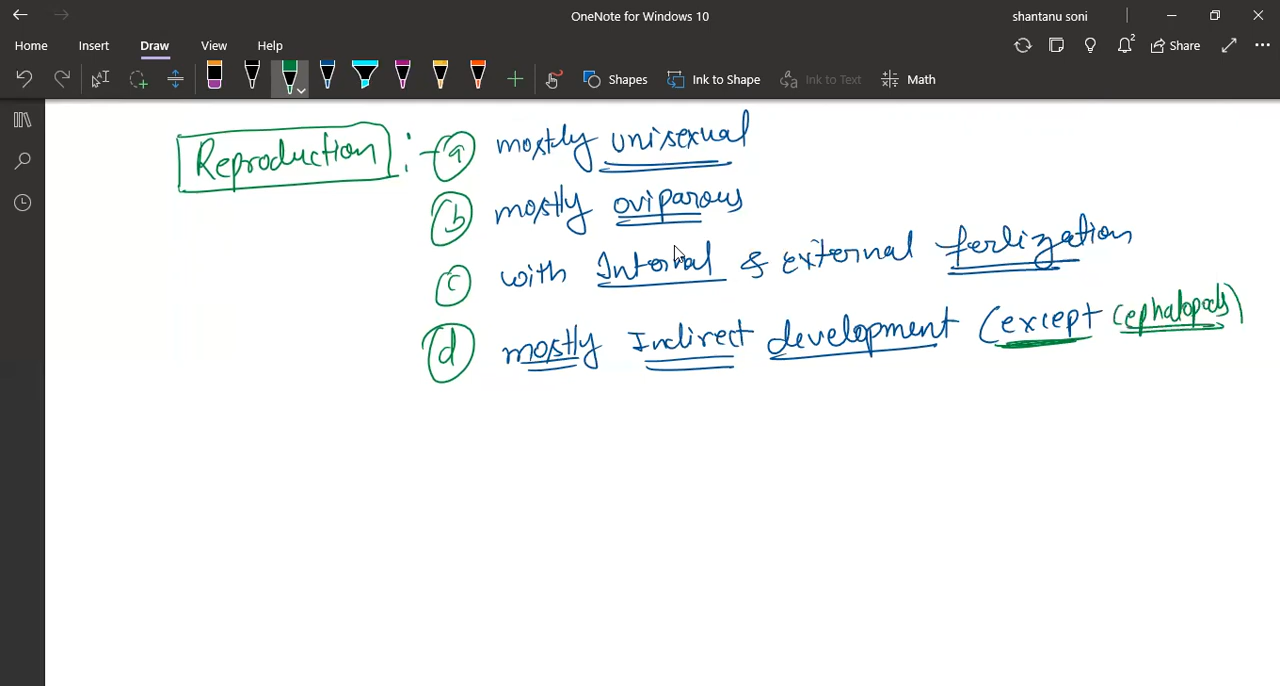 OneNote for Windows 10
shantanu soni
Home Insert Draw View Help
2 Share
Shapes Ink to Shape Ink to Text Math
Reproduction :- (a) mostly unisexual
(b) mostly oviparous
(c) with Internal & external ferlization
(d) mostly Indirect development (except cephalopods)